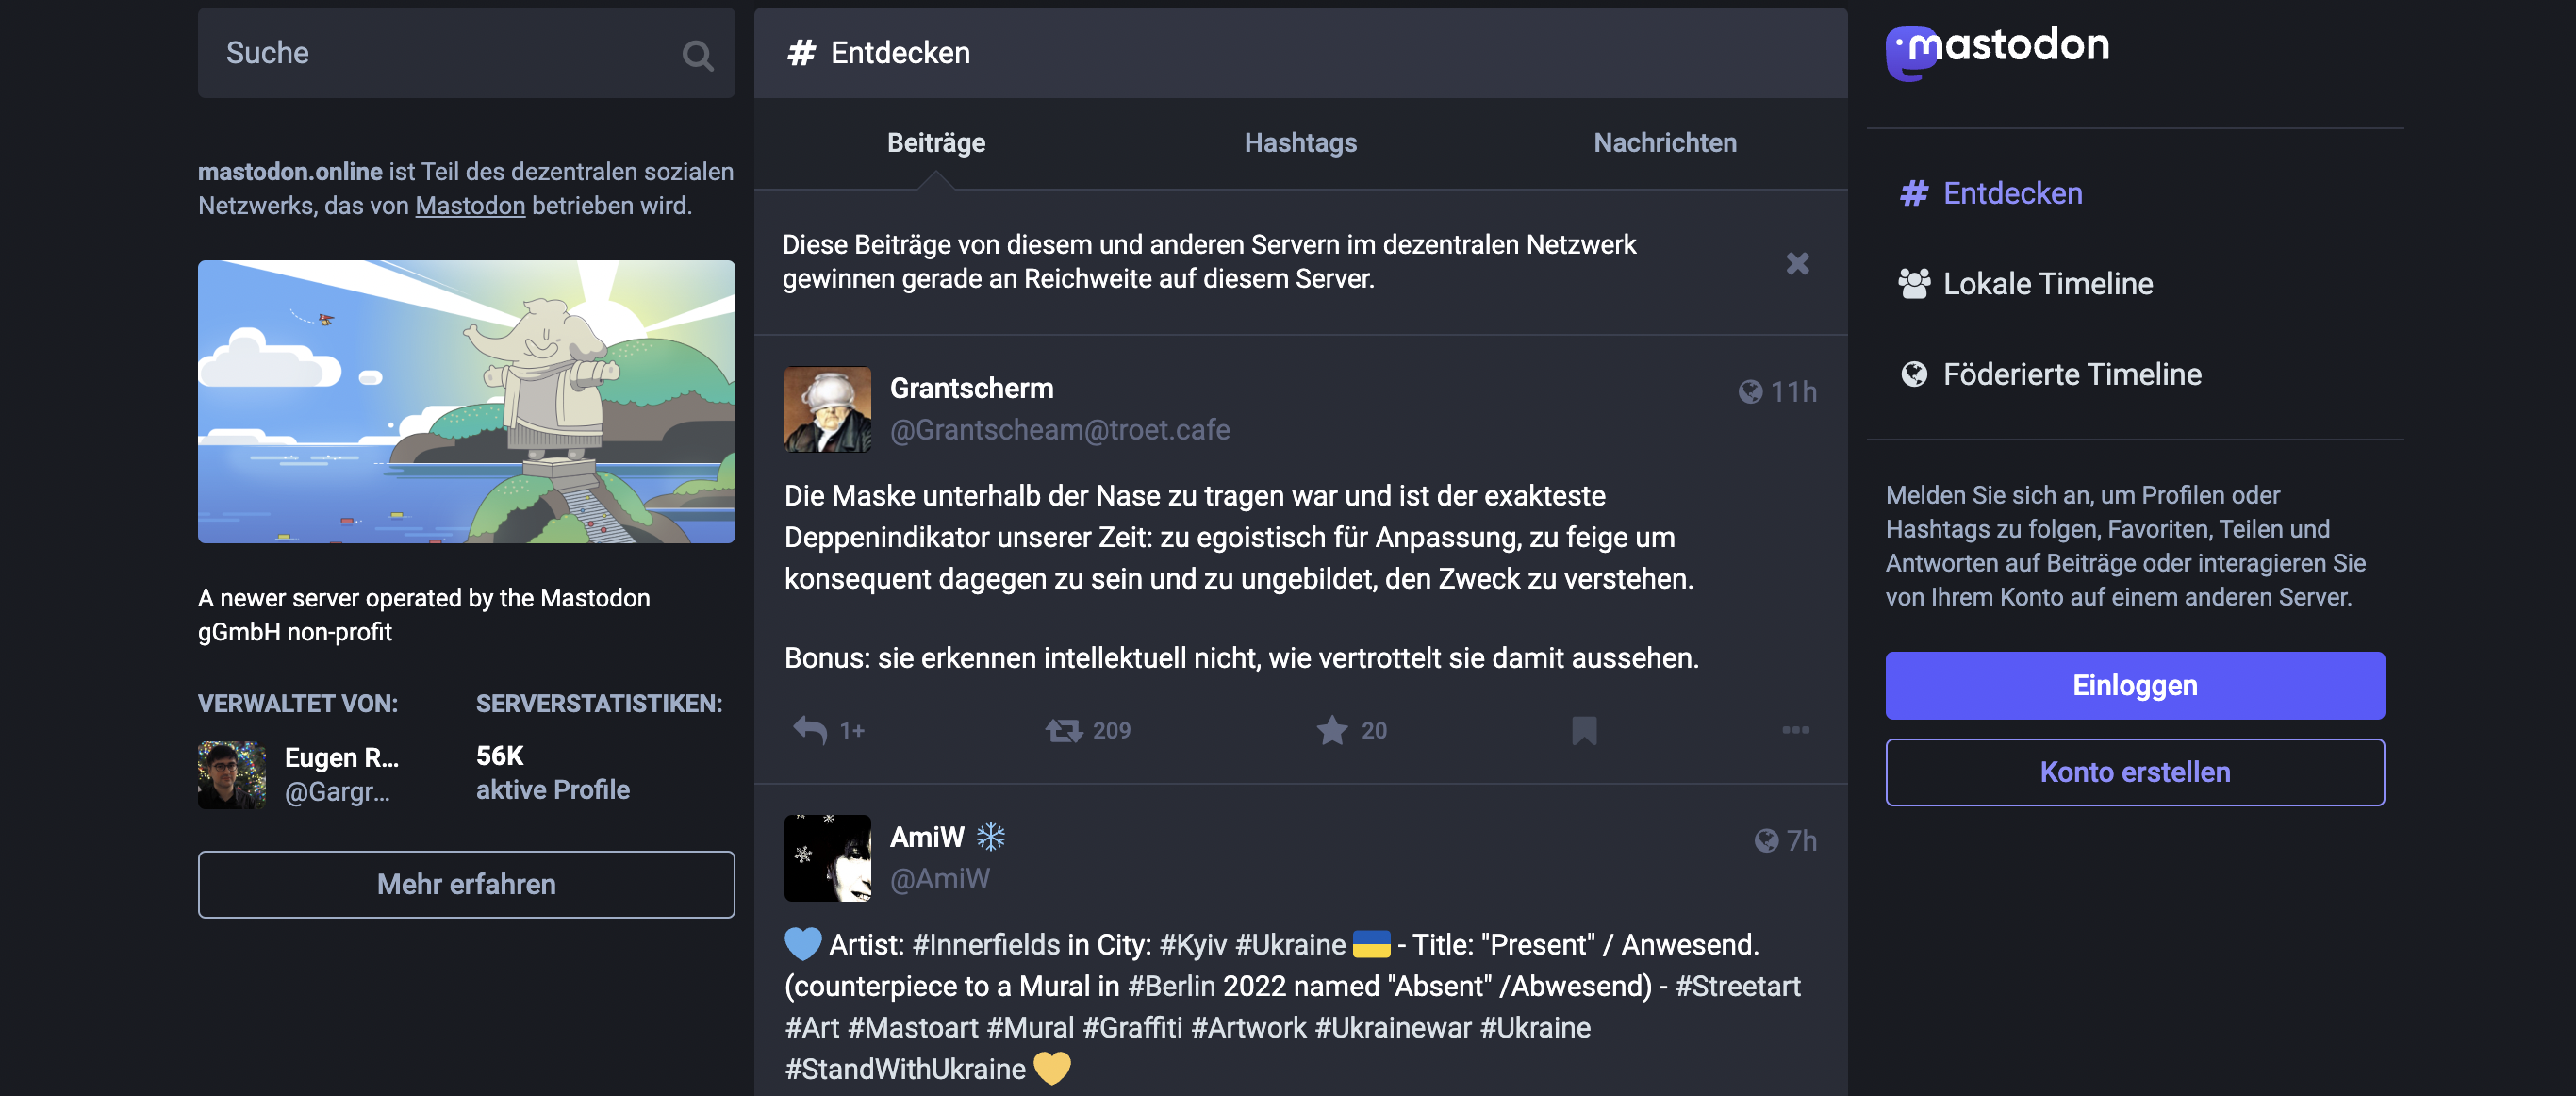 Suche
mastodon.online ist Teil des dezentralen sozialen
Netzwerks, das von Mastodon betrieben wird.
A newer server operated by the Mastodon
gGmbH non-profit
VERWALTET VON:
Eugen R...
@Gargr...
SERVERSTATISTIKEN:
56K
aktive Profile
Mehr erfahren
# Entdecken
Beiträge
Hashtags
Nachrichten
Diese Beiträge von diesem und anderen Servern im dezentralen Netzwerk
gewinnen gerade an Reichweite auf diesem Server.
Grantscherm
@Grantscheam@troet.cafe
11h
Die Maske unterhalb der Nase zu tragen war und ist der exakteste
Deppenindikator unserer Zeit: zu egoistisch für Anpassung, zu feige um
konsequent dagegen zu sein und zu ungebildet, den Zweck zu verstehen.
Bonus: sie erkennen intellektuell nicht, wie vertrottelt sie damit aussehen.
1+
209
20
AmiW ❄️
@AmiW
7h
💙 Artist: #Innerfields in City: #Kyiv #Ukraine 🇺🇦 - Title: "Present" / Anwesend.
(counterpiece to a Mural in #Berlin 2022 named "Absent" /Abwesend) - #Streetart
#Art #Mastoart #Mural #Graffiti #Artwork #Ukrainewar #Ukraine
#StandWithUkraine 💛
mastodon
# Entdecken
Lokale Timeline
Föderierte Timeline
Melden Sie sich an, um Profilen oder
Hashtags zu folgen, Favoriten, Teilen und
Antworten auf Beiträge oder interagieren Sie
von Ihrem Konto auf einem anderen Server.
Einloggen
Konto erstellen